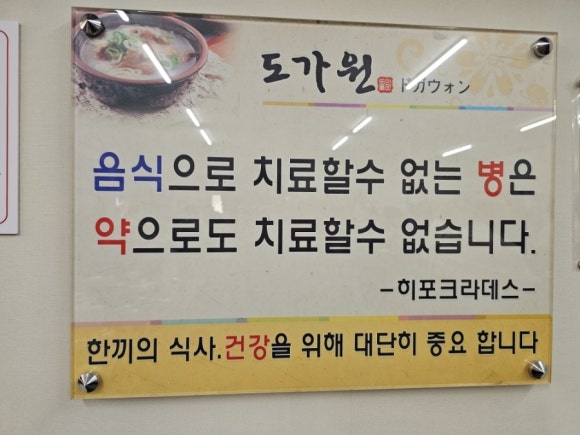 도가원 ドガウォン
음식으로 치료할수 없는 병은
약으로도 치료할수 없습니다.
-히포크라데스-
한끼의 식사.건강을 위해 대단히 중요 합니다